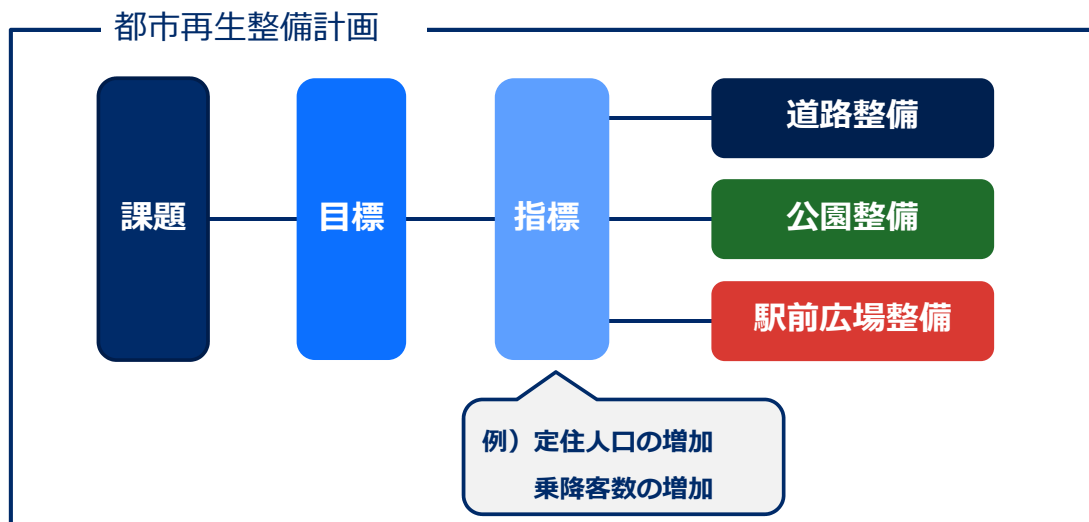 都市再生整備計画
課題
目標
指標
道路整備
公園整備
駅前広場整備
例）定住人口の増加
乗降客数の増加